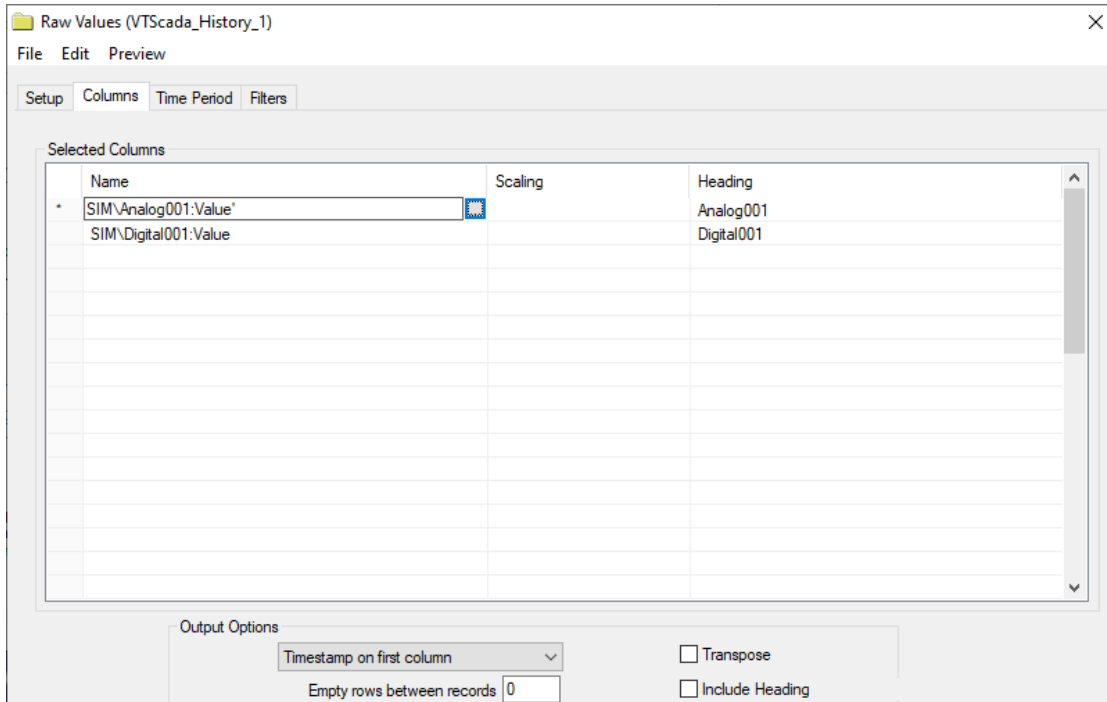 Raw Values (VTScada_History_1)
File Edit Preview
Setup Columns Time Period Filters
Selected Columns
Name Scaling Heading
* SIM\Analog001:Value' Analog001
SIM\Digital001:Value Digital001
Output Options
Timestamp on first column Transpose
Empty rows between records 0 Include Heading